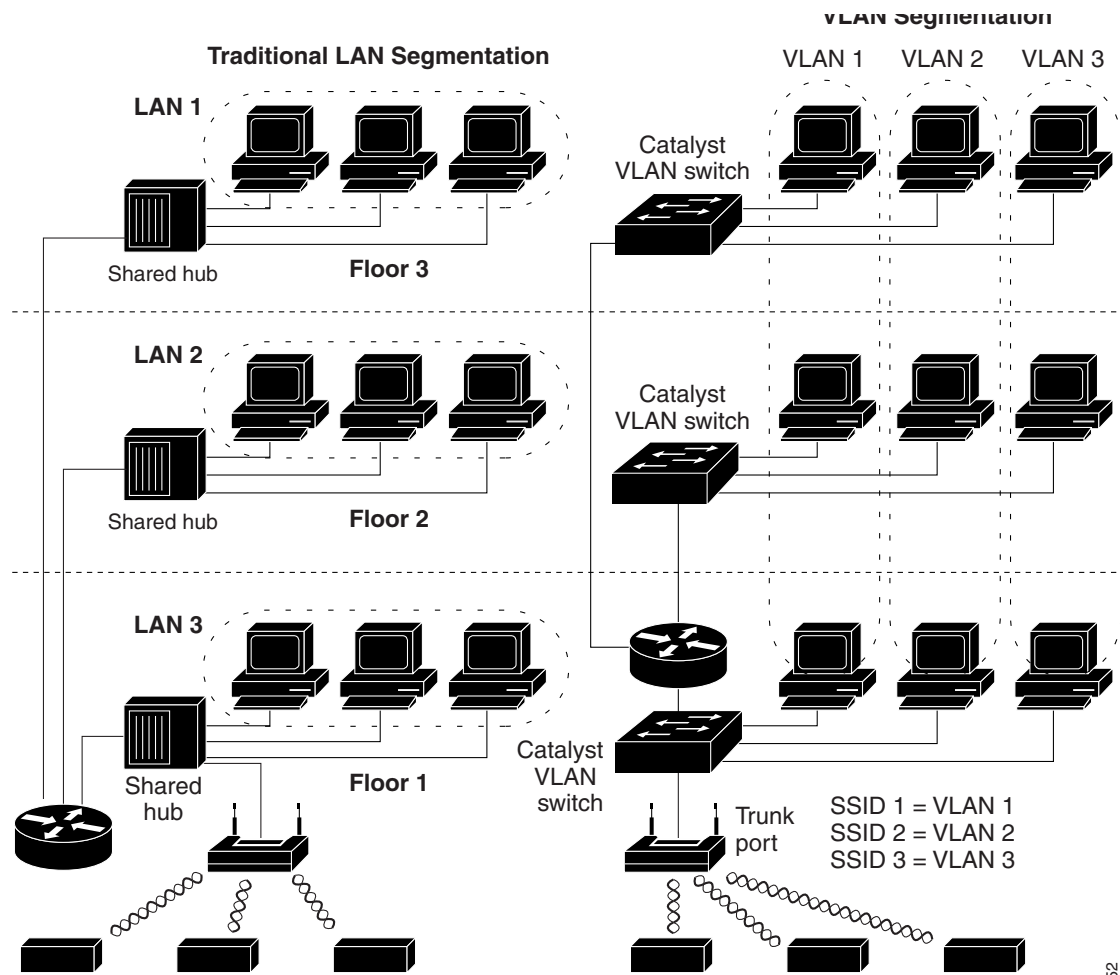 VLAN Segmentation
Traditional LAN Segmentation
VLAN 1
VLAN 2
VLAN 3
LAN 1
Catalyst
VLAN switch
Shared hub
Floor 3
LAN 2
Catalyst
VLAN switch
Shared hub
Floor 2
LAN 3
Catalyst
VLAN
switch
Shared
hub
Floor 1
Trunk
port
SSID 1 = VLAN 1
SSID 2 = VLAN 2
SSID 3 = VLAN 3